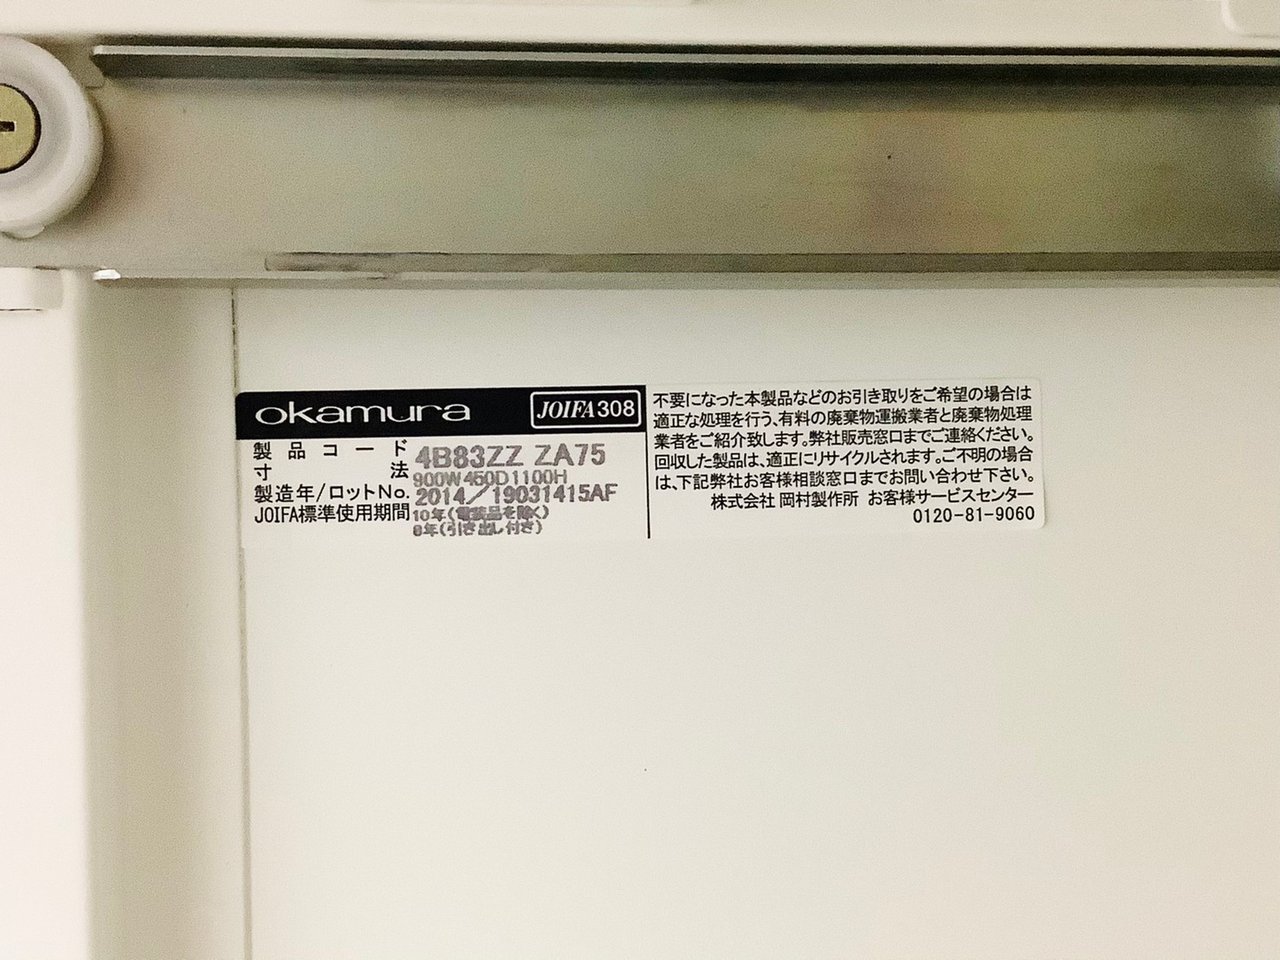 okamura JOIFA308
製品コード 4B83ZZ ZA75
寸法 900W450D1100H
製造年/ロットNo. 2014/19031415AF
JOIFA標準使用期間 10年(電装品を除く)
8年(引き出し付き)
不要になった本製品などのお引き取りをご希望の場合は
適正な処理を行う、有料の廃棄物運搬業者と廃棄物処理
業者をご紹介致します。弊社販売窓口までご連絡ください。
回収した製品は、適正にリサイクルされます。ご不明の場合
は、下記弊社お客様相談窓口までお問い合わせ下さい。
株式会社 岡村製作所 お客様サービスセンター
0120-81-9060